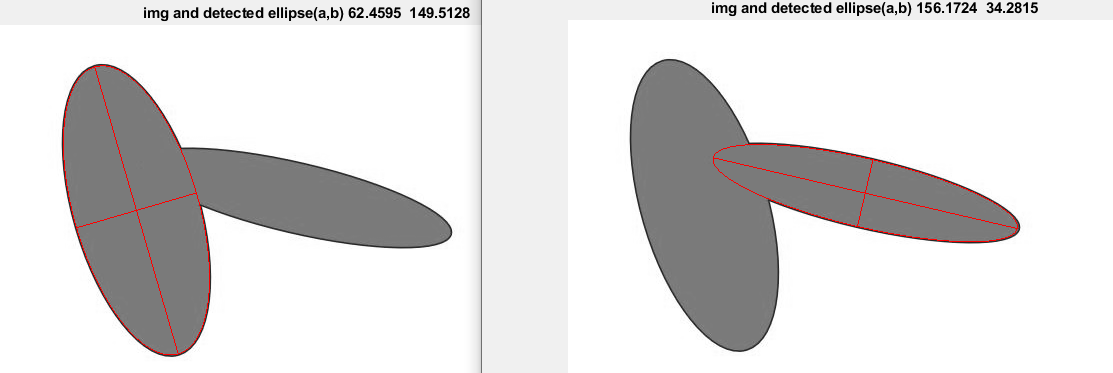 img and detected ellipse(a,b) 62.4595 149.5128
img and detected ellipse(a,b) 156.1724 34.2815